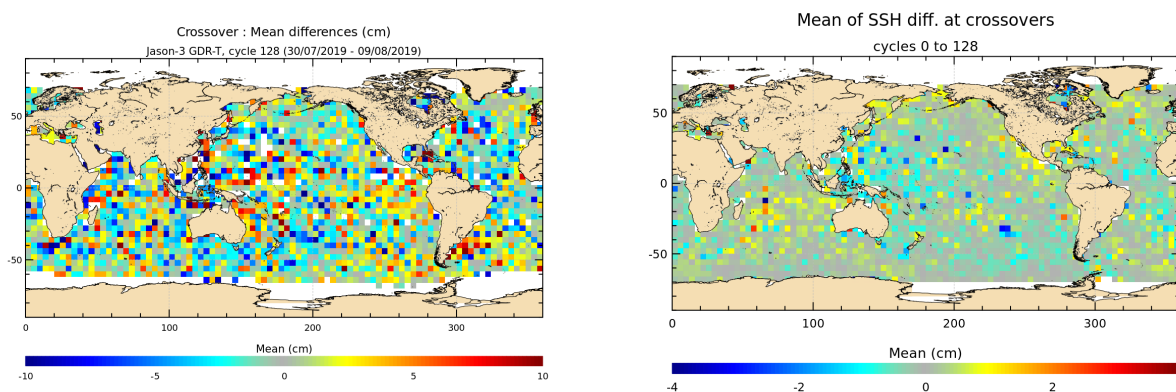 Crossover : Mean differences (cm)
Jason-3 GDR-T, cycle 128 (30/07/2019 - 09/08/2019)
50
0
-50
0 100 200 300
Mean (cm)
-10 -5 0 5 10
Mean of SSH diff. at crossovers
cycles 0 to 128
50
0
-50
0 100 200 300
Mean (cm)
-4 -2 0 2